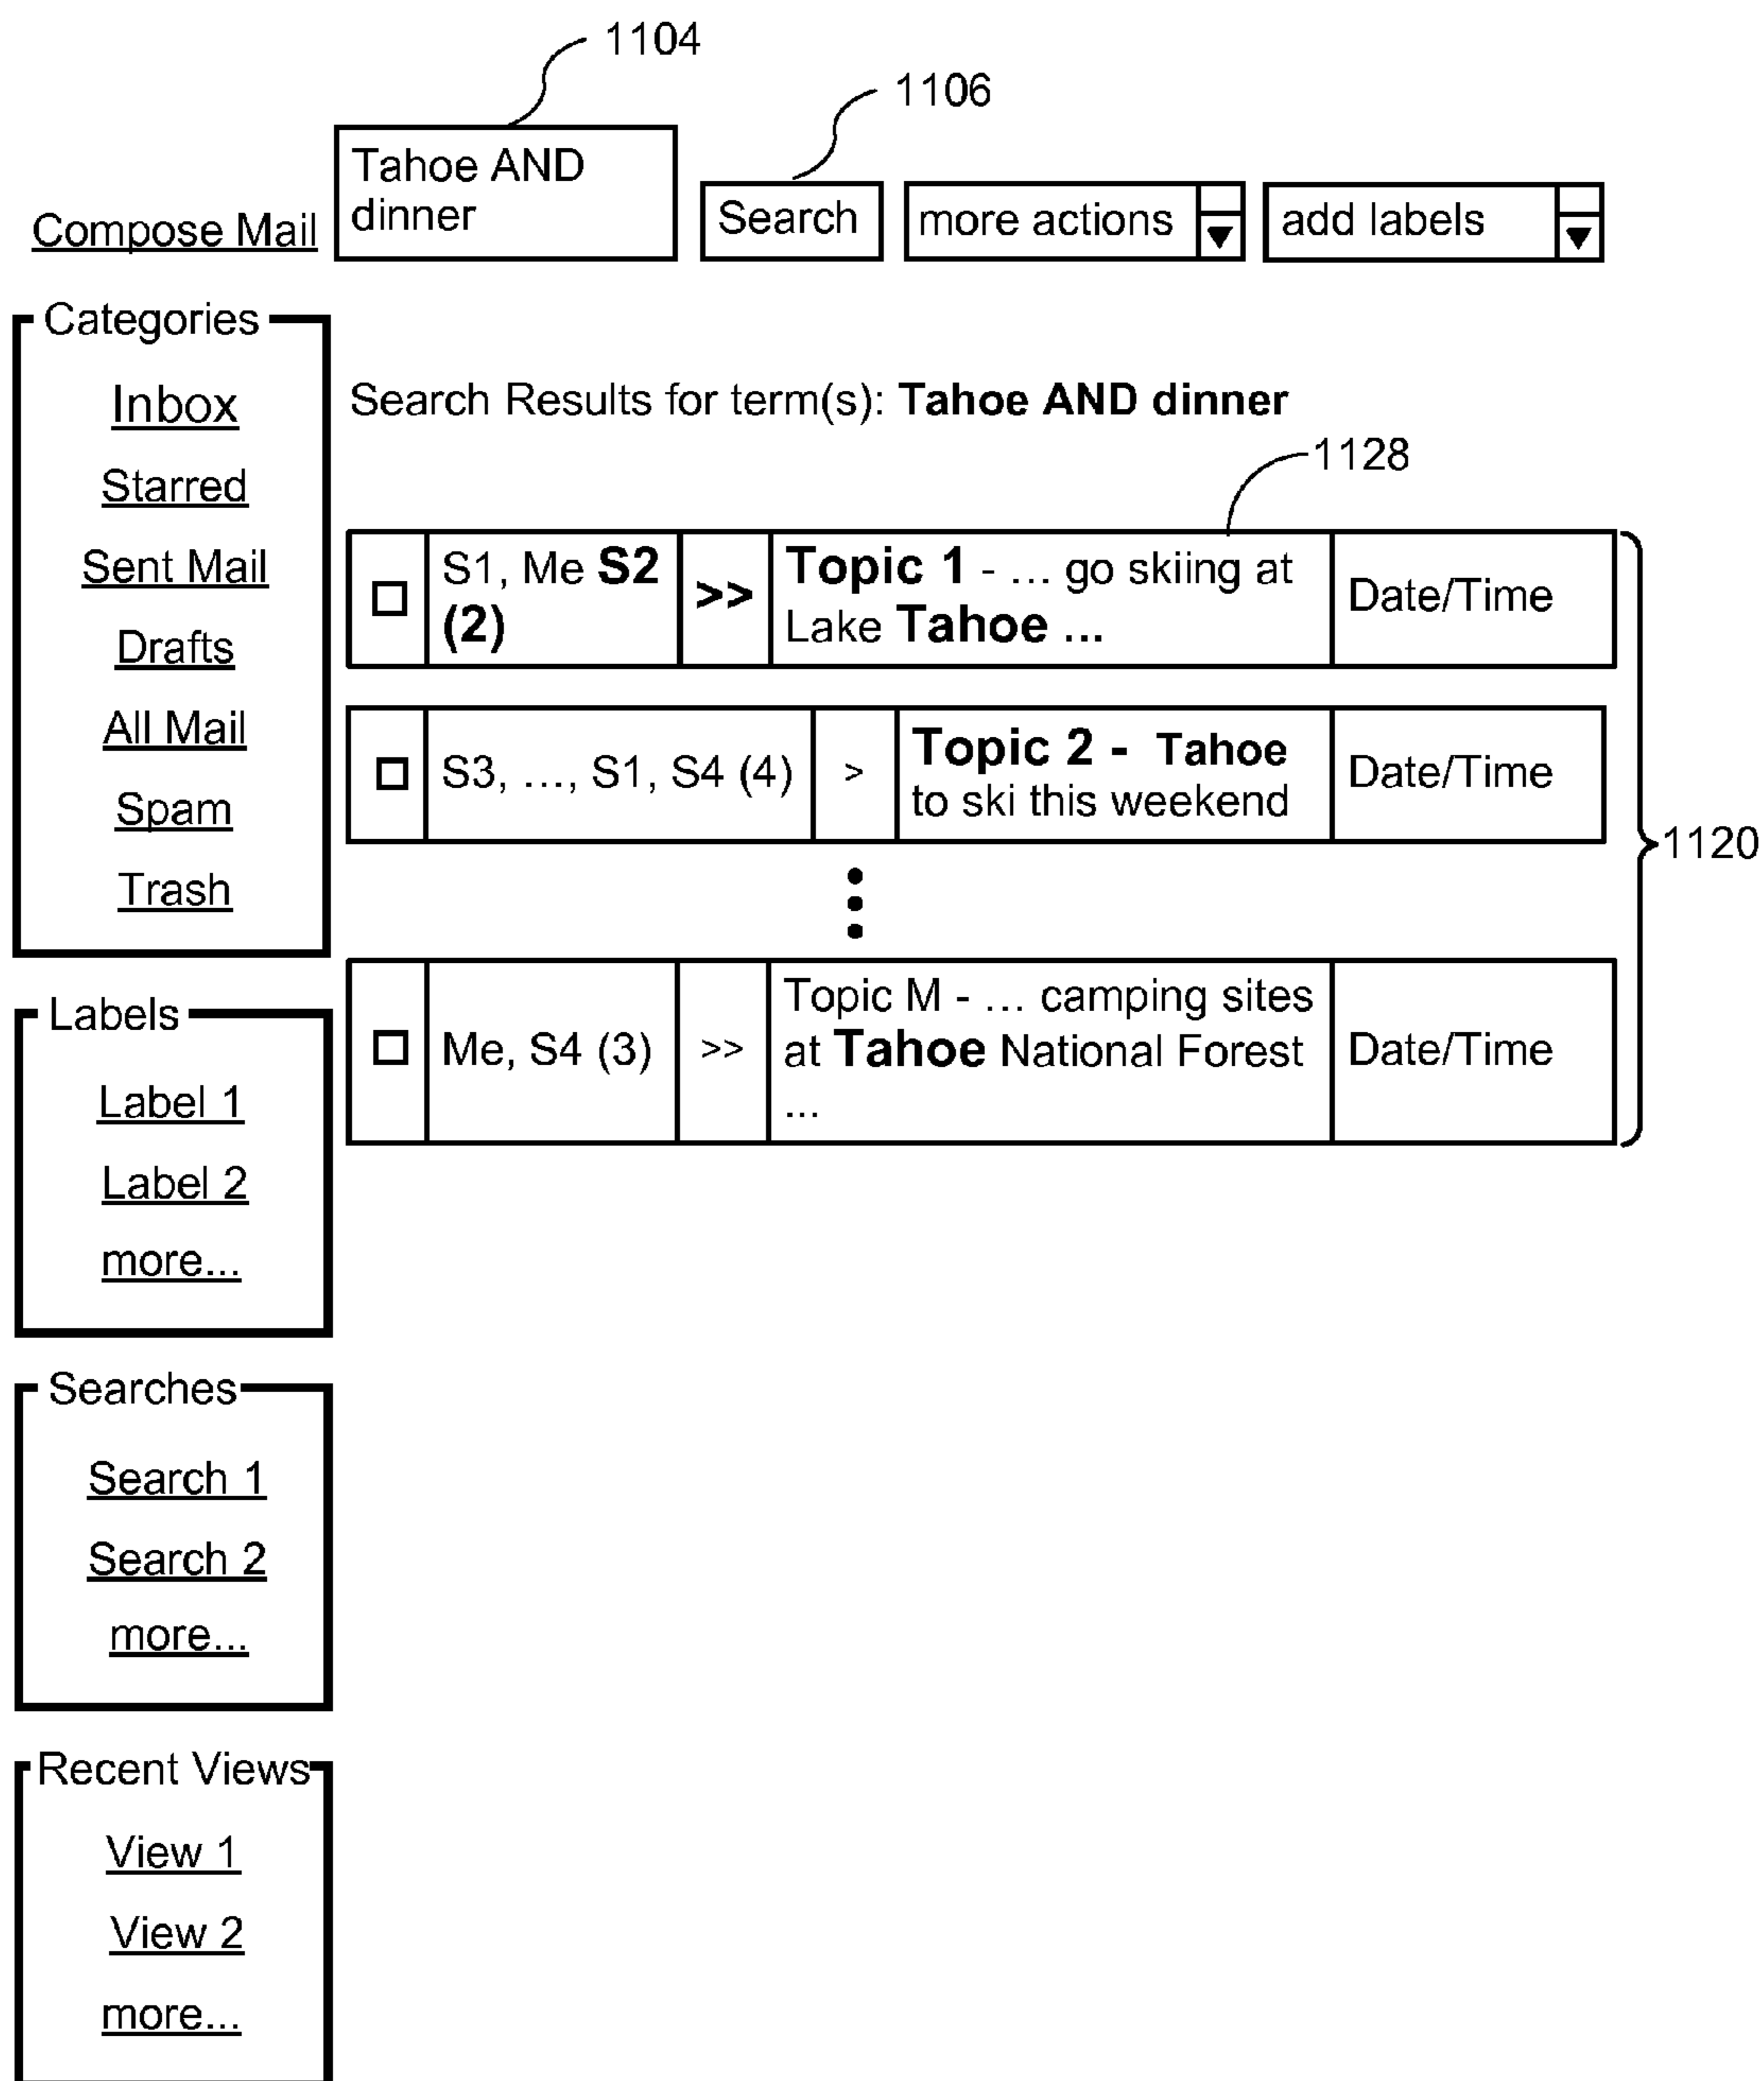 1104
1106
Tahoe AND
dinner
Compose Mail
Search
more actions
add labels
Categories
Inbox
Starred
Sent Mail
Drafts
All Mail
Spam
Trash
Search Results for term(s): Tahoe AND dinner
1128
S1, Me S2
(2)
>>
Topic 1 - ... go skiing at
Lake Tahoe ...
Date/Time
S3, ..., S1, S4 (4)
>
Topic 2 - Tahoe
to ski this weekend
Date/Time
1120
Me, S4 (3)
>>
Topic M - ... camping sites
at Tahoe National Forest
...
Date/Time
Labels
Label 1
Label 2
more...
Searches
Search 1
Search 2
more...
Recent Views
View 1
View 2
more...